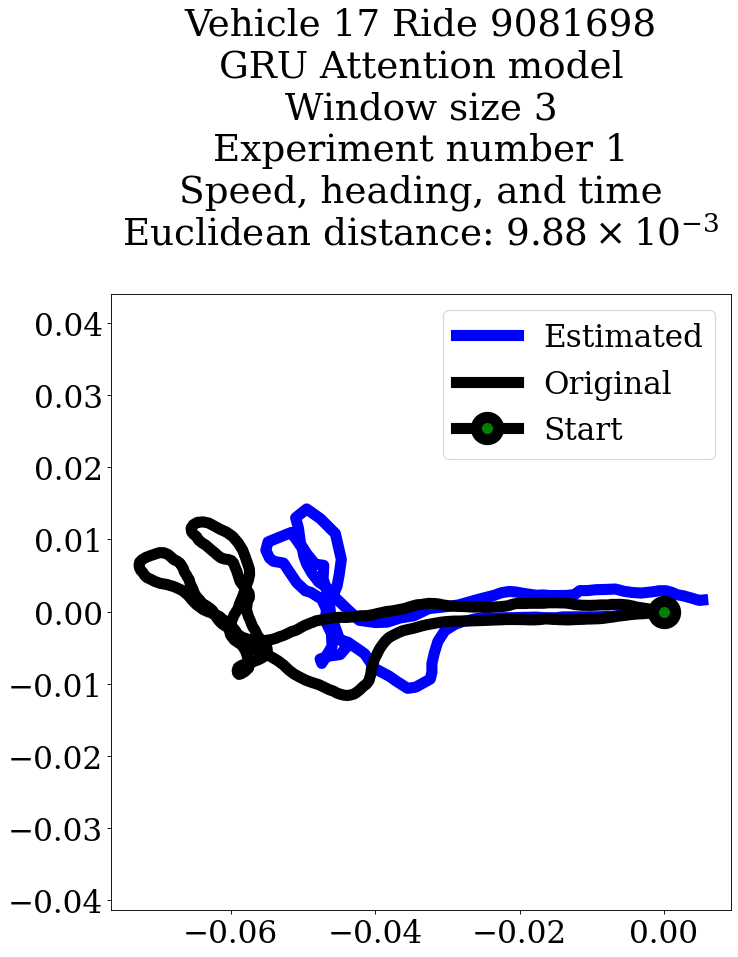 Vehicle 17 Ride 9081698
GRU Attention model
Window size 3
Experiment number 1
Speed, heading, and time
Euclidean distance: 9.88 × 10⁻³
Estimated
Original
Start
0.04
0.03
0.02
0.01
0.00
−0.01
−0.02
−0.03
−0.04
−0.06 −0.04 −0.02 0.00